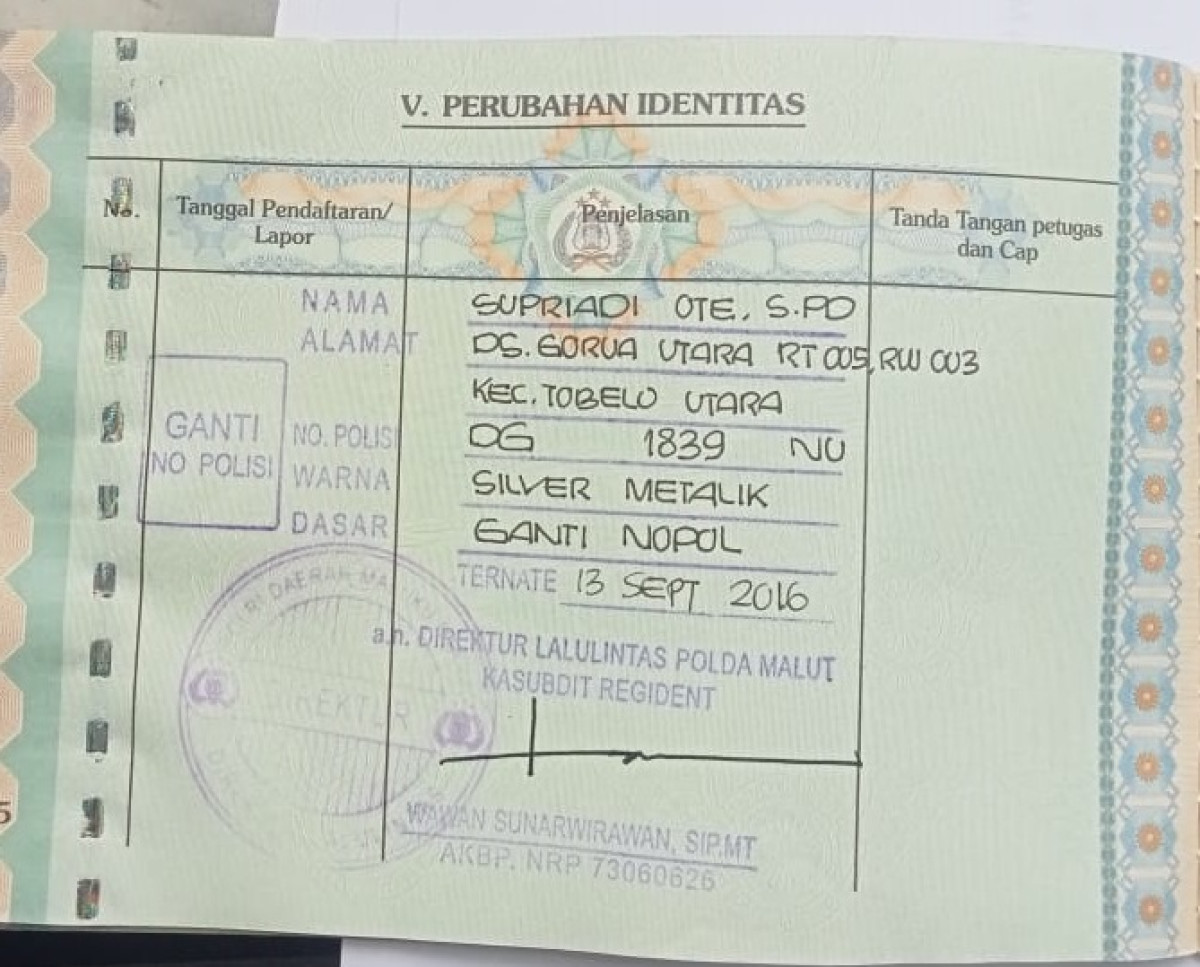 V. PERUBAHAN IDENTITAS
No.
Tanggal Pendaftaran/
Lapor
Penjelasan
Tanda Tangan petugas
dan Cap
NAMA SUPRIADI OTE, S.PD
ALAMAT DS. GORUA UTARA RT 005, RW 003
KEC. TOBELO UTARA
GANTI
NO POLISI
NO. POLISI DG 1839 NU
WARNA SILVER METALIK
DASAR GANTI NOPOL
TERNATE 13 SEPT 2016
a.n. DIREKTUR LALULINTAS POLDA MALUT
KASUBDIT REGIDENT
DAERAH
DIREKTUR
WAWAN SUNARWIRAWAN, SIP.MT
AKBP. NRP 73060626
5